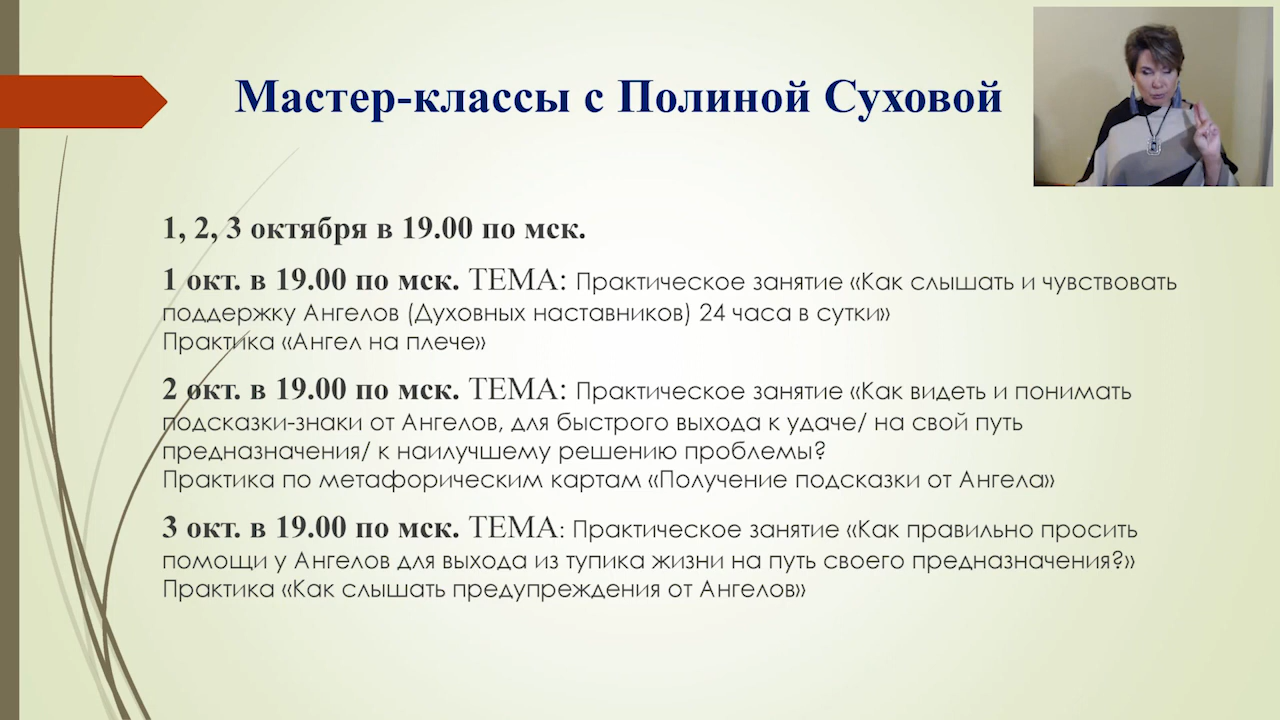 Мастер-классы с Полиной Суховой
1, 2, 3 октября в 19.00 по мск.
1 окт. в 19.00 по мск. ТЕМА: Практическое занятие «Как слышать и чувствовать
поддержку Ангелов (Духовных наставников) 24 часа в сутки»
Практика «Ангел на плече»
2 окт. в 19.00 по мск. ТЕМА: Практическое занятие «Как видеть и понимать
подсказки-знаки от Ангелов, для быстрого выхода к удаче/ на свой путь
предназначения/ к наилучшему решению проблемы?
Практика по метафорическим картам «Получение подсказки от Ангела»
3 окт. в 19.00 по мск. ТЕМА: Практическое занятие «Как правильно просить
помощи у Ангелов для выхода из тупика жизни на путь своего предназначения?»
Практика «Как слышать предупреждения от Ангелов»